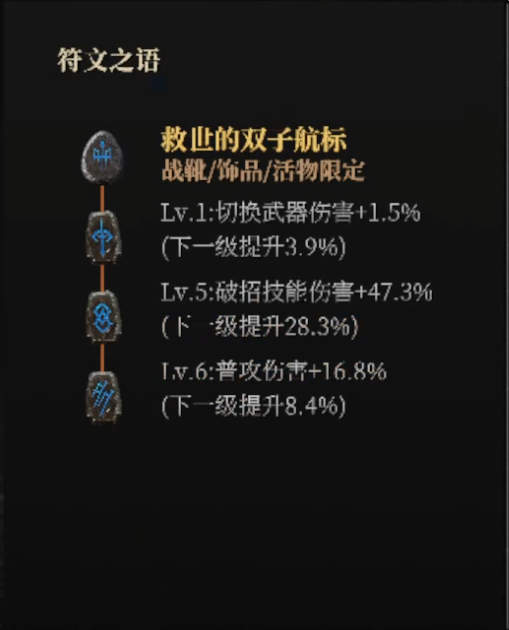 符文之语
救世的双子航标
战靴/饰品/活物限定
Lv.1:切换武器伤害+1.5%
(下一级提升3.9%)
Lv.5:破招技能伤害+47.3%
(下一级提升28.3%)
Lv.6:普攻伤害+16.8%
(下一级提升8.4%)